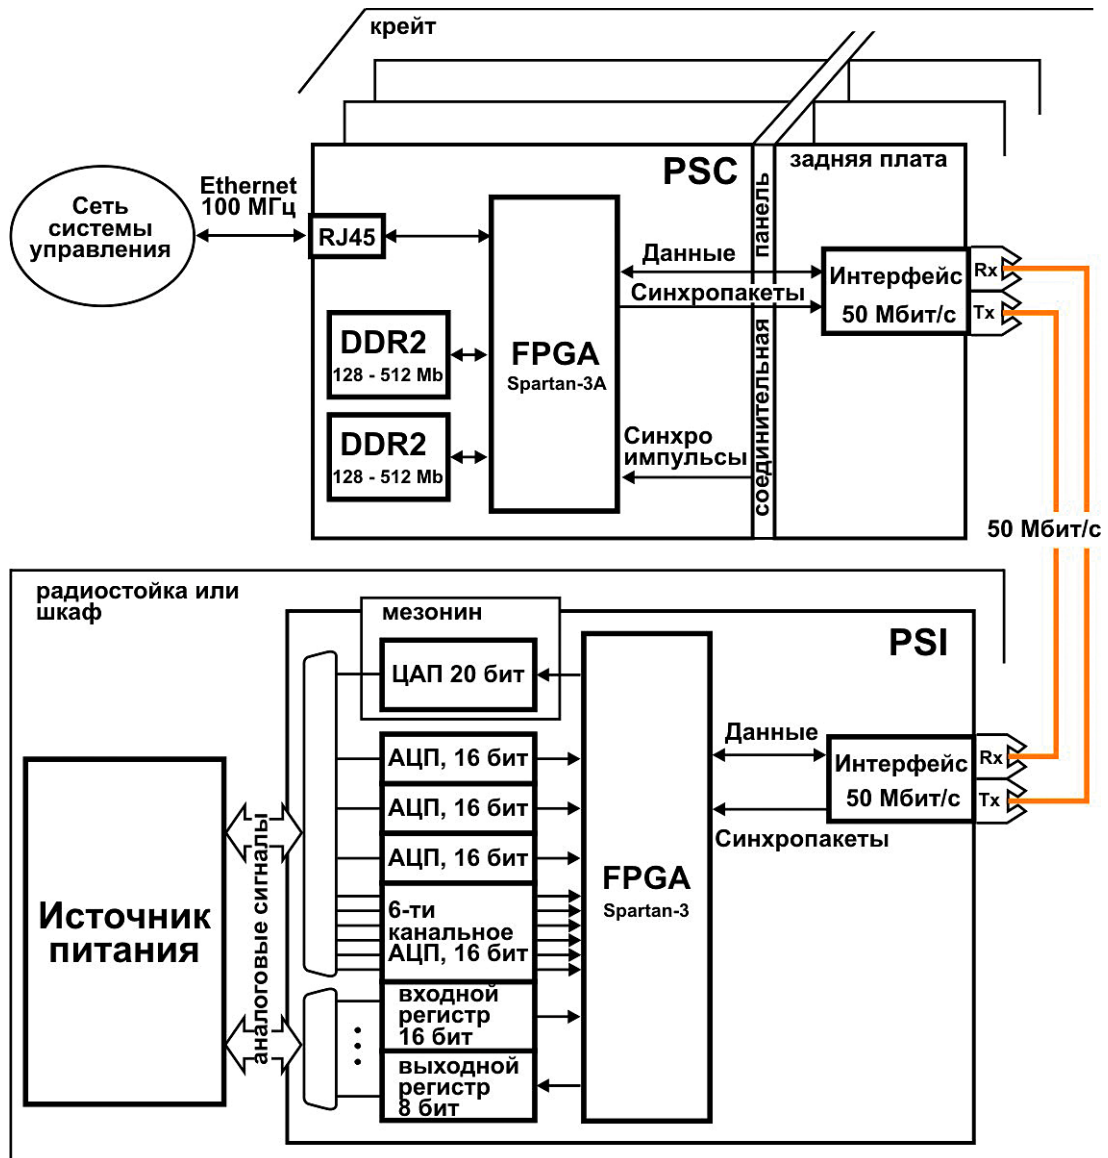 крейт
PSC
задняя плата
Сеть
системы
управления
Ethernet
100 МГц
RJ45
DDR2
128 - 512 Mb
DDR2
128 - 512 Mb
FPGA
Spartan-3A
Данные
Синхропакеты
Синхро
импульсы
соединительная панель
Интерфейс
50 Мбит/с
Rx
Tx
50 Мбит/с
радиостойка или
шкаф
мезонин
PSI
ЦАП 20 бит
АЦП, 16 бит
АЦП, 16 бит
АЦП, 16 бит
6-ти
канальное
АЦП, 16 бит
входной
регистр
16 бит
выходной
регистр
8 бит
FPGA
Spartan-3
Данные
Синхропакеты
Интерфейс
50 Мбит/с
Rx
Tx
Источник
питания
аналоговые сигналы